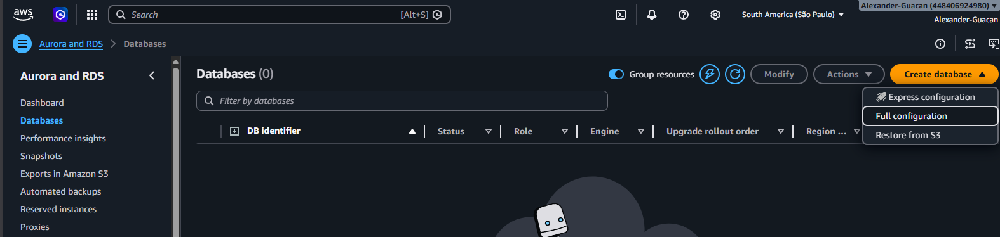 aws
Search [Alt+S]
South America (São Paulo)
Alexander-Guacan (448406924980)
Alexander-Guacan
Aurora and RDS
Databases
Aurora and RDS
Dashboard
Databases
Performance insights
Snapshots
Exports in Amazon S3
Automated backups
Reserved instances
Proxies
Databases (0)
Group resources
Modify
Actions
Create database
Express configuration
Full configuration
Restore from S3
Filter by databases
DB identifier
Status
Role
Engine
Upgrade rollout order
Region ...